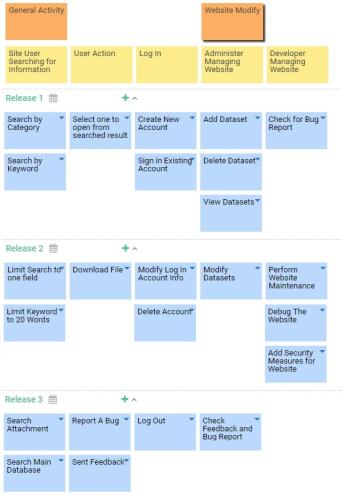 General Activity
Website Modify
Site User
Searching for
Information
User Action
Log In
Administer
Managing
Website
Developer
Managing
Website
Release 1
Search by
Category
Select one to
open from
searched result
Create New
Account
Add Dataset
Check for Bug
Report
Search by
Keyword
Sign in Existing
Account
Delete Dataset
View Datasets
Release 2
Limit Search to
one field
Download File
Modify Log In
Account Info
Modify
Datasets
Perform
Website
Maintenance
Limit Keyword
to 20 Words
Delete Account
Debug The
Website
Add Security
Measures for
Website
Release 3
Search
Attachment
Report A Bug
Log Out
Check
Feedback and
Bug Report
Search Main
Database
Sent Feedback